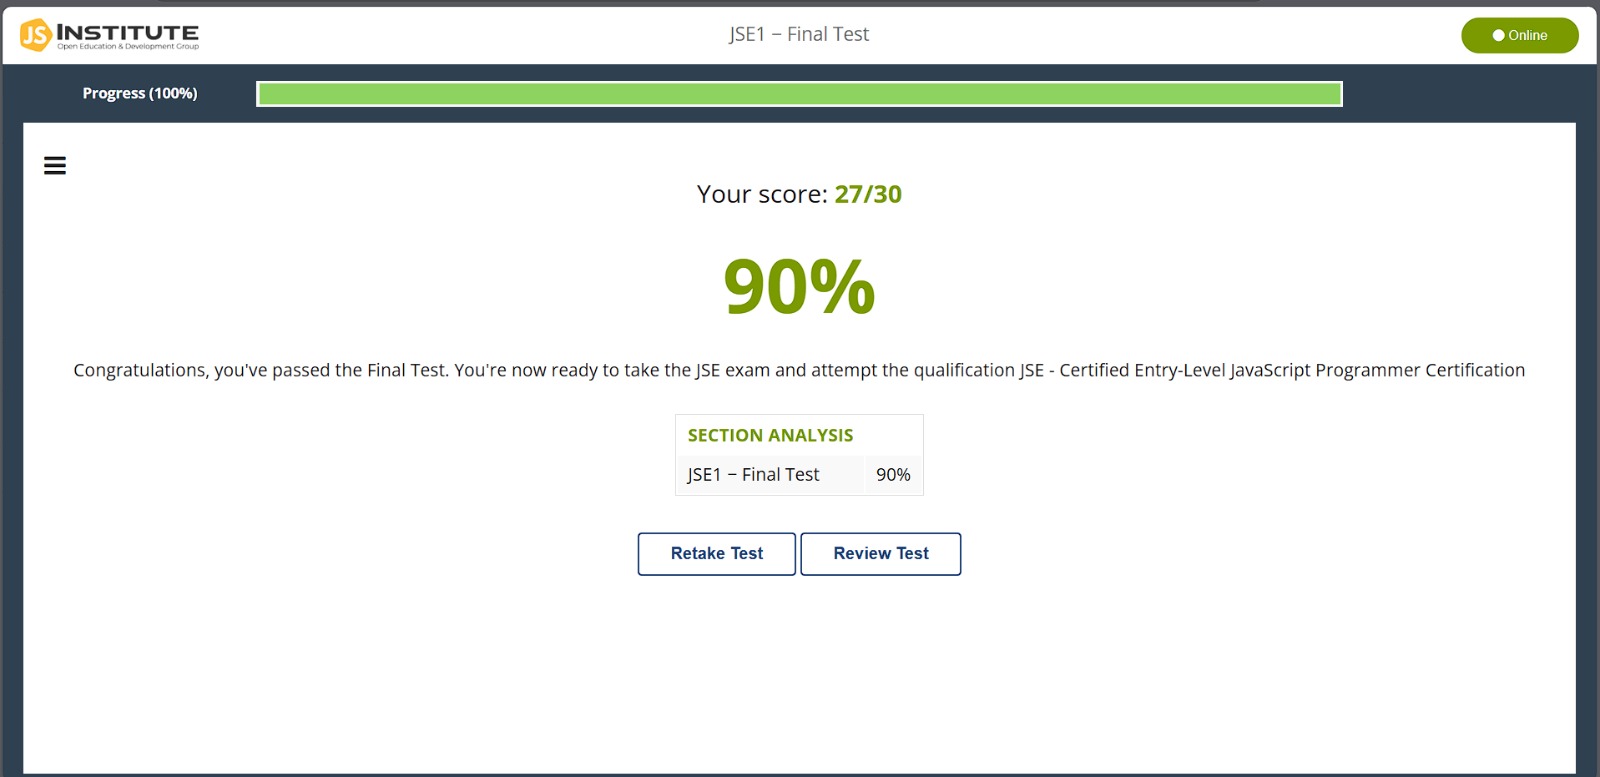 JS INSTITUTE
Open Education & Development Group
JSE1 – Final Test
Online
Progress (100%)
Your score: 27/30
90%
Congratulations, you've passed the Final Test. You're now ready to take the JSE exam and attempt the qualification JSE - Certified Entry-Level JavaScript Programmer Certification
SECTION ANALYSIS
JSE1 – Final Test 90%
Retake Test Review Test